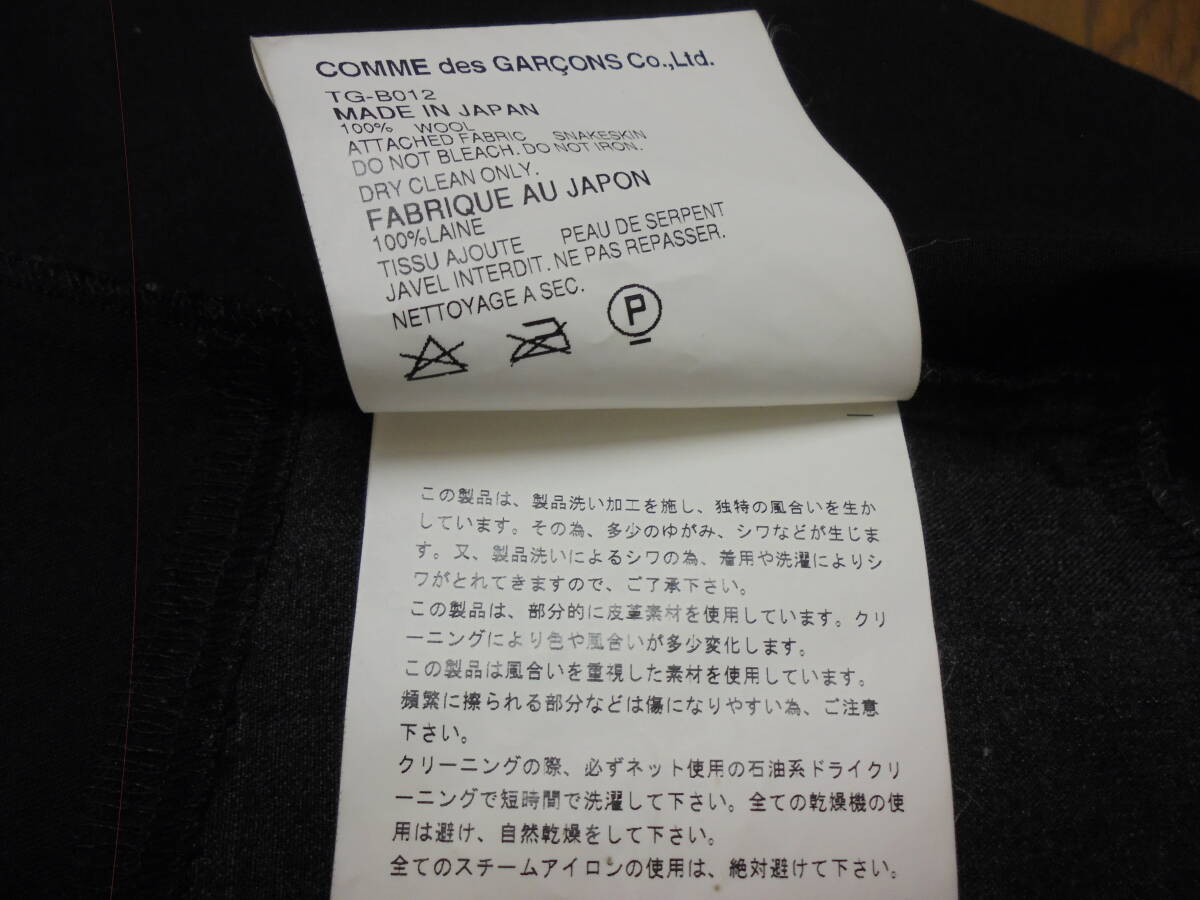 COMME des GARÇONS Co.,Ltd.
TG-B012
MADE IN JAPAN
100% WOOL
ATTACHED FABRIC SNAKESKIN
DO NOT BLEACH. DO NOT IRON.
DRY CLEAN ONLY.
FABRIQUE AU JAPON
100%LAINE
TISSU AJOUTE PEAU DE SERPENT
JAVEL INTERDIT. NE PAS REPASSER.
NETTOYAGE A SEC.
P
この製品は、製品洗い加工を施し、独特の風合いを生か
しています。その為、多少のゆがみ、シワなどが生じま
す。又、製品洗いによるシワの為、着用や洗濯によりシ
ワがとれてきますので、ご了承下さい。
この製品は、部分的に皮革素材を使用しています。クリ
ーニングにより色や風合いが多少変化します。
この製品は風合いを重視した素材を使用しています。
頻繁に擦られる部分などは傷になりやすい為、ご注意
下さい。
クリーニングの際、必ずネット使用の石油系ドライクリ
ーニングで短時間で洗濯して下さい。全ての乾燥機の使
用は避け、自然乾燥をして下さい。
全てのスチームアイロンの使用は、絶対避けて下さい。